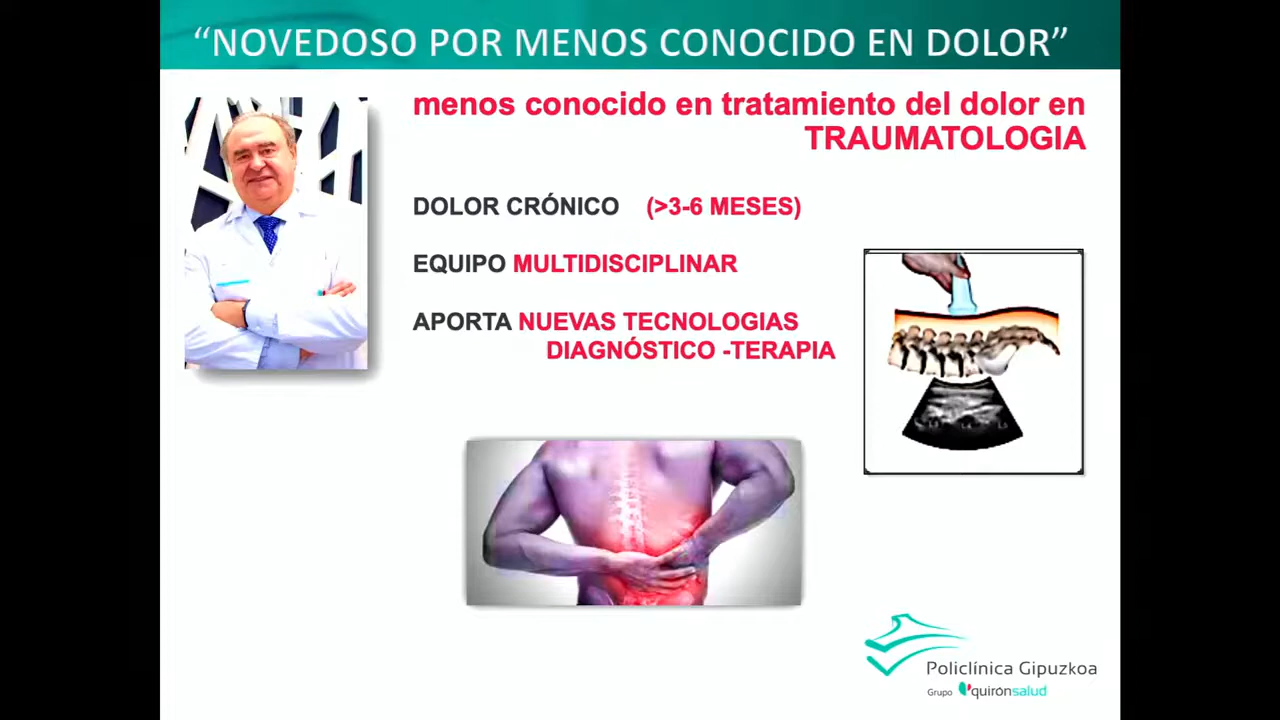 “NOVEDOSO POR MENOS CONOCIDO EN DOLOR”
menos conocido en tratamiento del dolor en
TRAUMATOLOGIA
DOLOR CRÓNICO (>3-6 MESES)
EQUIPO MULTIDISCIPLINAR
APORTA NUEVAS TECNOLOGIAS
DIAGNÓSTICO -TERAPIA
Policlínica Gipuzkoa
Grupo quirónsalud